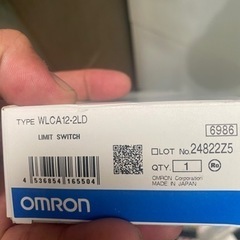 TYPE WLCA12-2LD
LIMIT SWITCH
6986
LOT No.24822Z5
4 536854 165504
QTY. 1
OMRON
OMRON Corporation
MADE IN JAPAN